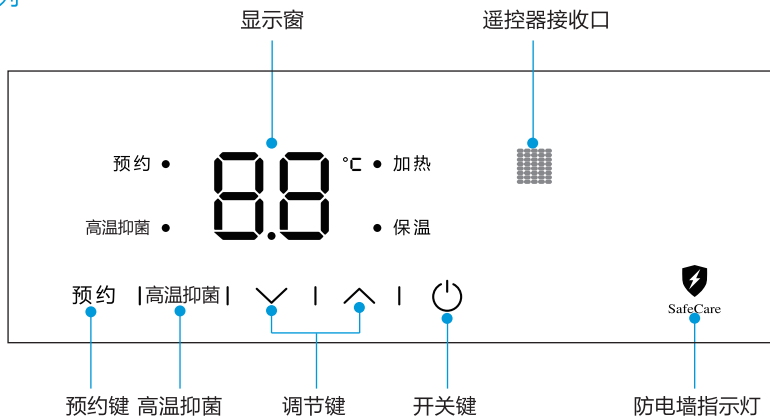 显示窗 遥控器接收口
预约 8.8 °C 加热
高温抑菌 保温
预约 | 高温抑菌 | |  |
SafeCare
预约键 高温抑菌 调节键 开关键 防电墙指示灯